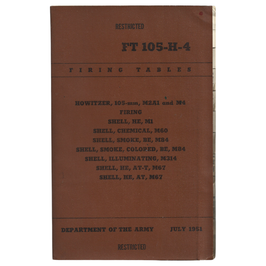 RESTRICTED
FT 105-H-4
FIRING TABLES
HOWITZER, 105-mm, M2A1 and M4
FIRING
SHELL, HE, M1
SHELL, CHEMICAL, M60
SHELL, SMOKE, BE, M84
SHELL, SMOKE, COLORED, BE, M84
SHELL, ILLUMINATING, M314
SHELL, HE, AT-T, M67
SHELL, HE, AT, M67
DEPARTMENT OF THE ARMY JULY 1951
RESTRICTED